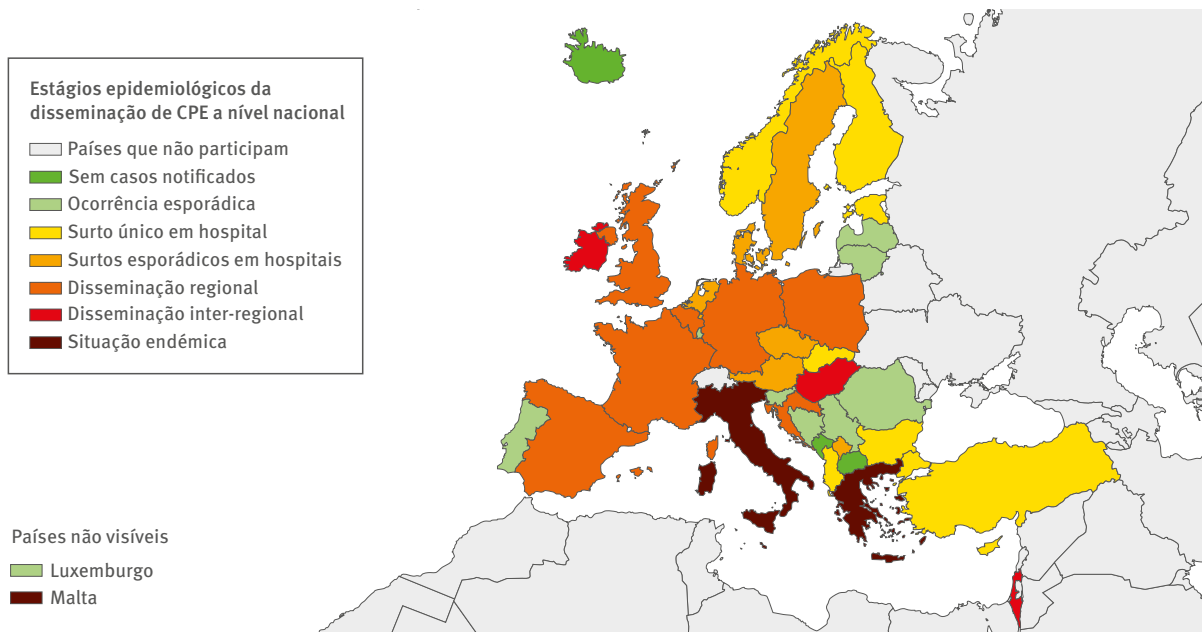 Estágios epidemiológicos da
disseminação de CPE a nível nacional
Países que não participam
Sem casos notificados
Ocorrência esporádica
Surto único em hospital
Surtos esporádicos em hospitais
Disseminação regional
Disseminação inter-regional
Situação endémica
Países não visíveis
Luxemburgo
Malta